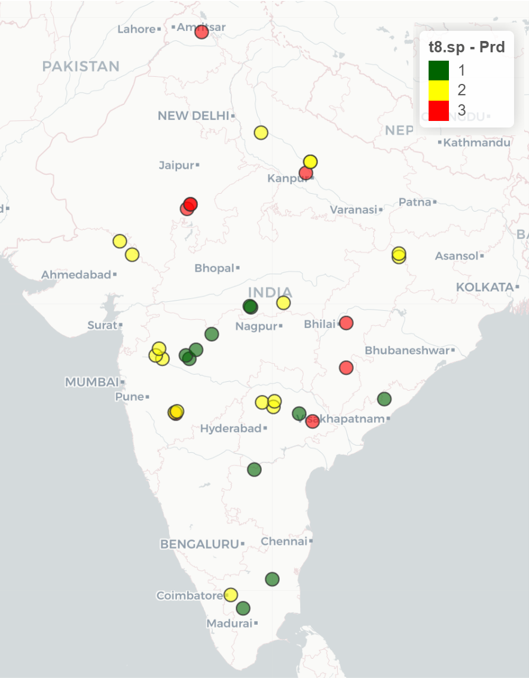 Lahore
Amritsar
t8.sp - Prd
1
2
3
PAKISTAN
NEW DELHI
NEP
Kathmandu
Jaipur
Kanpur
Varanasi
Patna
Ahmedabad
Bhopal
Asansol
INDIA
KOLKATA
Surat
Nagpur
Bhilai
Bhubaneshwar
MUMBAI
Pune
Hyderabad
sakhapatnam
BENGALURU
Chennai
Coimbatore
Madurai